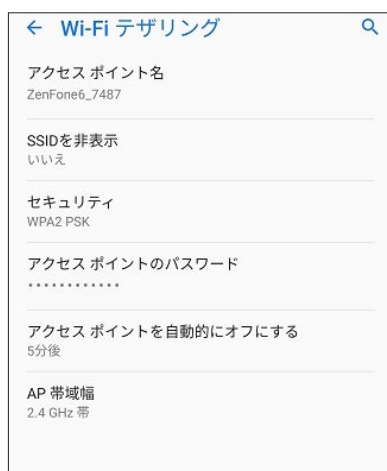 Wi-Fi テザリング
アクセス ポイント名
ZenFone6_7487
SSIDを非表示
いいえ
セキュリティ
WPA2 PSK
アクセス ポイントのパスワード
••••••••••••
アクセス ポイントを自動的にオフにする
5分後
AP 帯域幅
2.4 GHz 帯